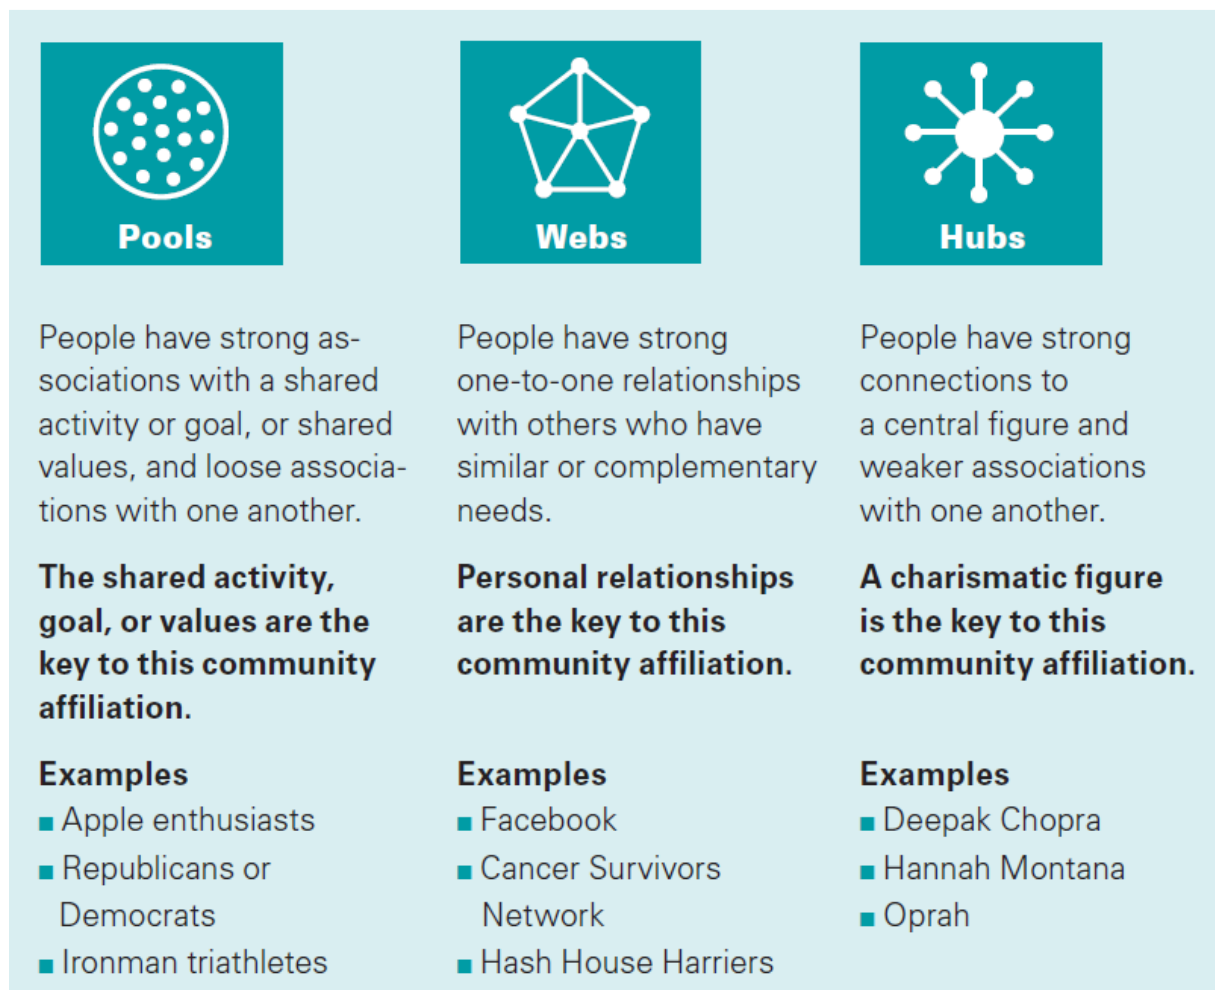 Pools
People have strong as-
sociations with a shared
activity or goal, or shared
values, and loose associa-
tions with one another.
The shared activity,
goal, or values are the
key to this community
affiliation.
Examples
■ Apple enthusiasts
■ Republicans or
Democrats
■ Ironman triathletes
Webs
People have strong
one-to-one relationships
with others who have
similar or complementary
needs.
Personal relationships
are the key to this
community affiliation.
Examples
■ Facebook
■ Cancer Survivors
Network
■ Hash House Harriers
Hubs
People have strong
connections to
a central figure and
weaker associations
with one another.
A charismatic figure
is the key to this
community affiliation.
Examples
■ Deepak Chopra
■ Hannah Montana
■ Oprah